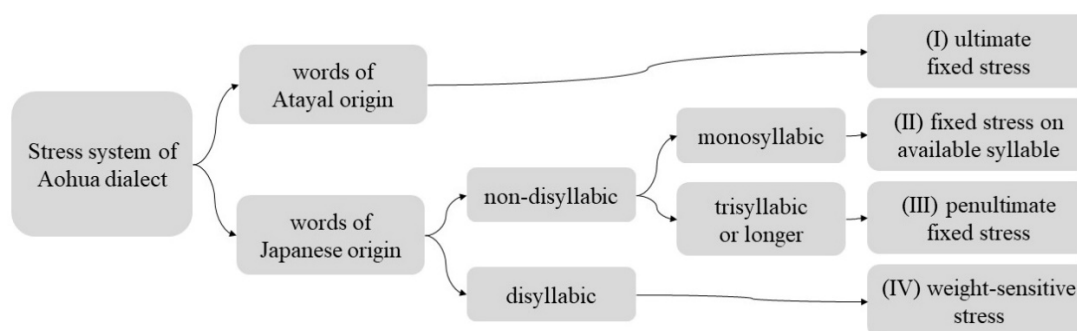 Stress system of
Aohua dialect
words of
Atayal origin
(I) ultimate
fixed stress
words of
Japanese origin
non-disyllabic
monosyllabic
(II) fixed stress on
available syllable
trisyllabic
or longer
(III) penultimate
fixed stress
disyllabic
(IV) weight-sensitive
stress